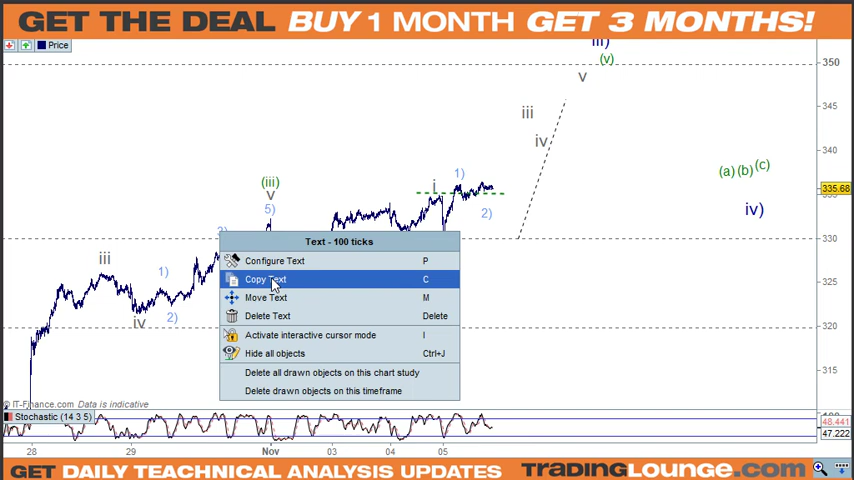 GET THE DEAL BUY 1 MONTH GET 3 MONTHS!
Price
iii)
(v)
350
v
345
iii
iv
340
(a) (b) (c)
335.68
iv)
(iii)
v
5)
i
1)
2)
330
iii
1)
iv
2)
325
320
315
Text - 100 ticks
Configure Text P
Copy Text C
Move Text M
Delete Text Delete
Activate interactive cursor mode I
Hide all objects Ctrl+J
Delete all drawn objects on this chart study
Delete drawn objects on this timeframe
© IT-Finance.com Data is indicative
Stochastic (14 3 5)
48.441
47.222
28 29 Nov 03 04 05
GET DAILY TEACHNICAL ANALYSIS UPDATES TRADINGLOUNGE.COM